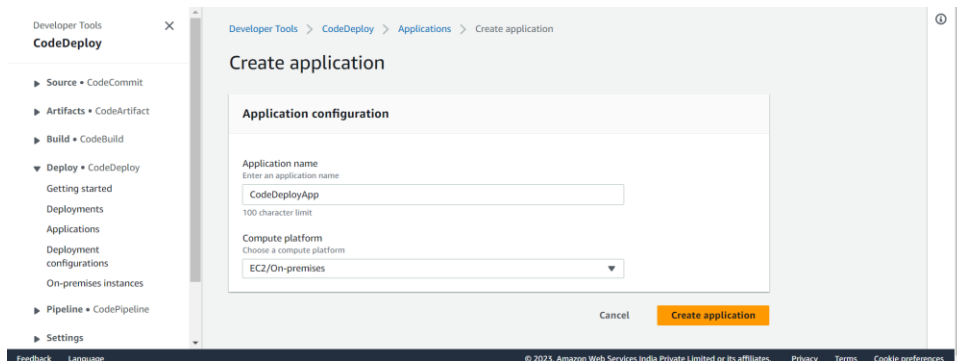 Developer Tools
CodeDeploy
Source • CodeCommit
Artifacts • CodeArtifact
Build • CodeBuild
Deploy • CodeDeploy
Getting started
Deployments
Applications
Deployment
configurations
On-premises instances
Pipeline • CodePipeline
Settings
Developer Tools > CodeDeploy > Applications > Create application
Create application
Application configuration
Application name
Enter an application name
CodeDeployApp
100 character limit
Compute platform
Choose a compute platform
EC2/On-premises
Cancel Create application
Feedback Language © 2023, Amazon Web Services India Private Limited or its affiliates. Privacy Terms Cookie preferences